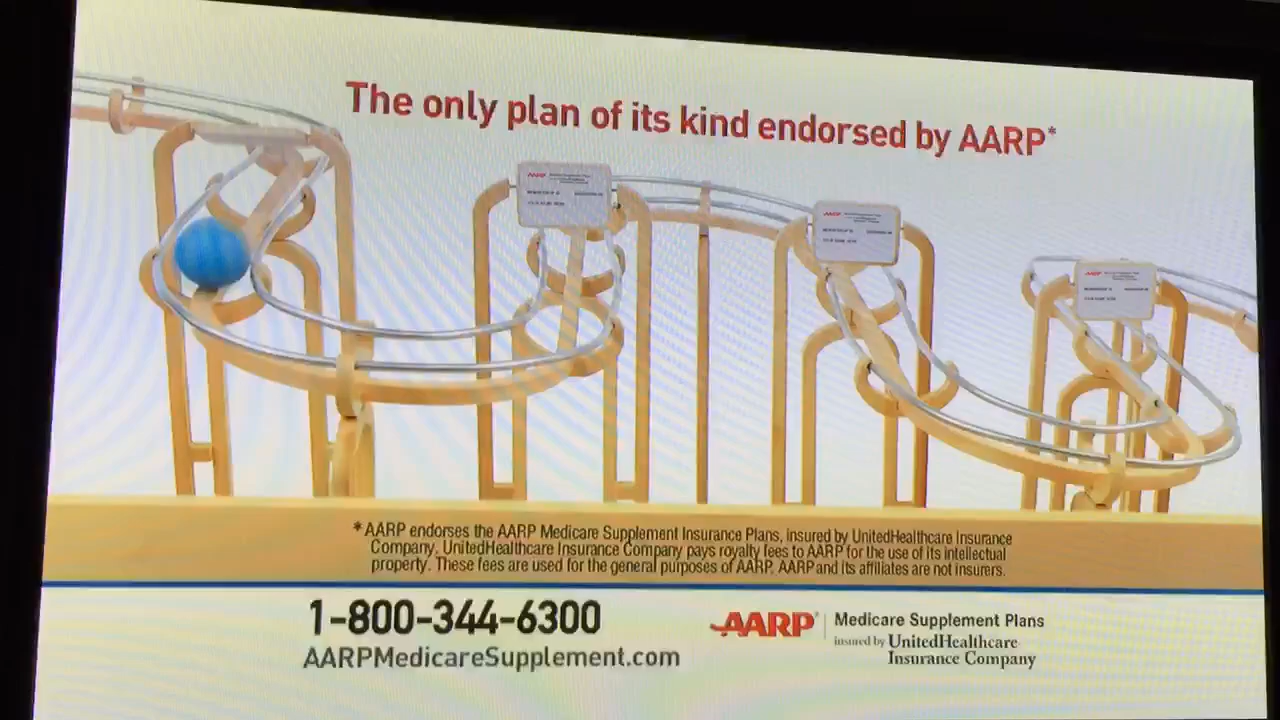 The only plan of its kind endorsed by AARP*
AARP
AARP
AARP
* AARP endorses the AARP Medicare Supplement Insurance Plans, insured by UnitedHealthcare Insurance
Company. UnitedHealthcare Insurance Company pays royalty fees to AARP for the use of its intellectual
property. These fees are used for the general purposes of AARP. AARP and its affiliates are not insurers.
1-800-344-6300
AARPMedicareSupplement.com
AARP® Medicare Supplement Plans
insured by UnitedHealthcare
Insurance Company